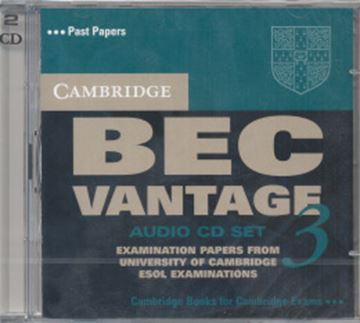 2
CD
••• Past Papers
CAMBRIDGE
BEC
VANTAGE
AUDIO CD SET
3
EXAMINATION PAPERS FROM
UNIVERSITY OF CAMBRIDGE
ESOL EXAMINATIONS
Cambridge Books for Cambridge Exams •••